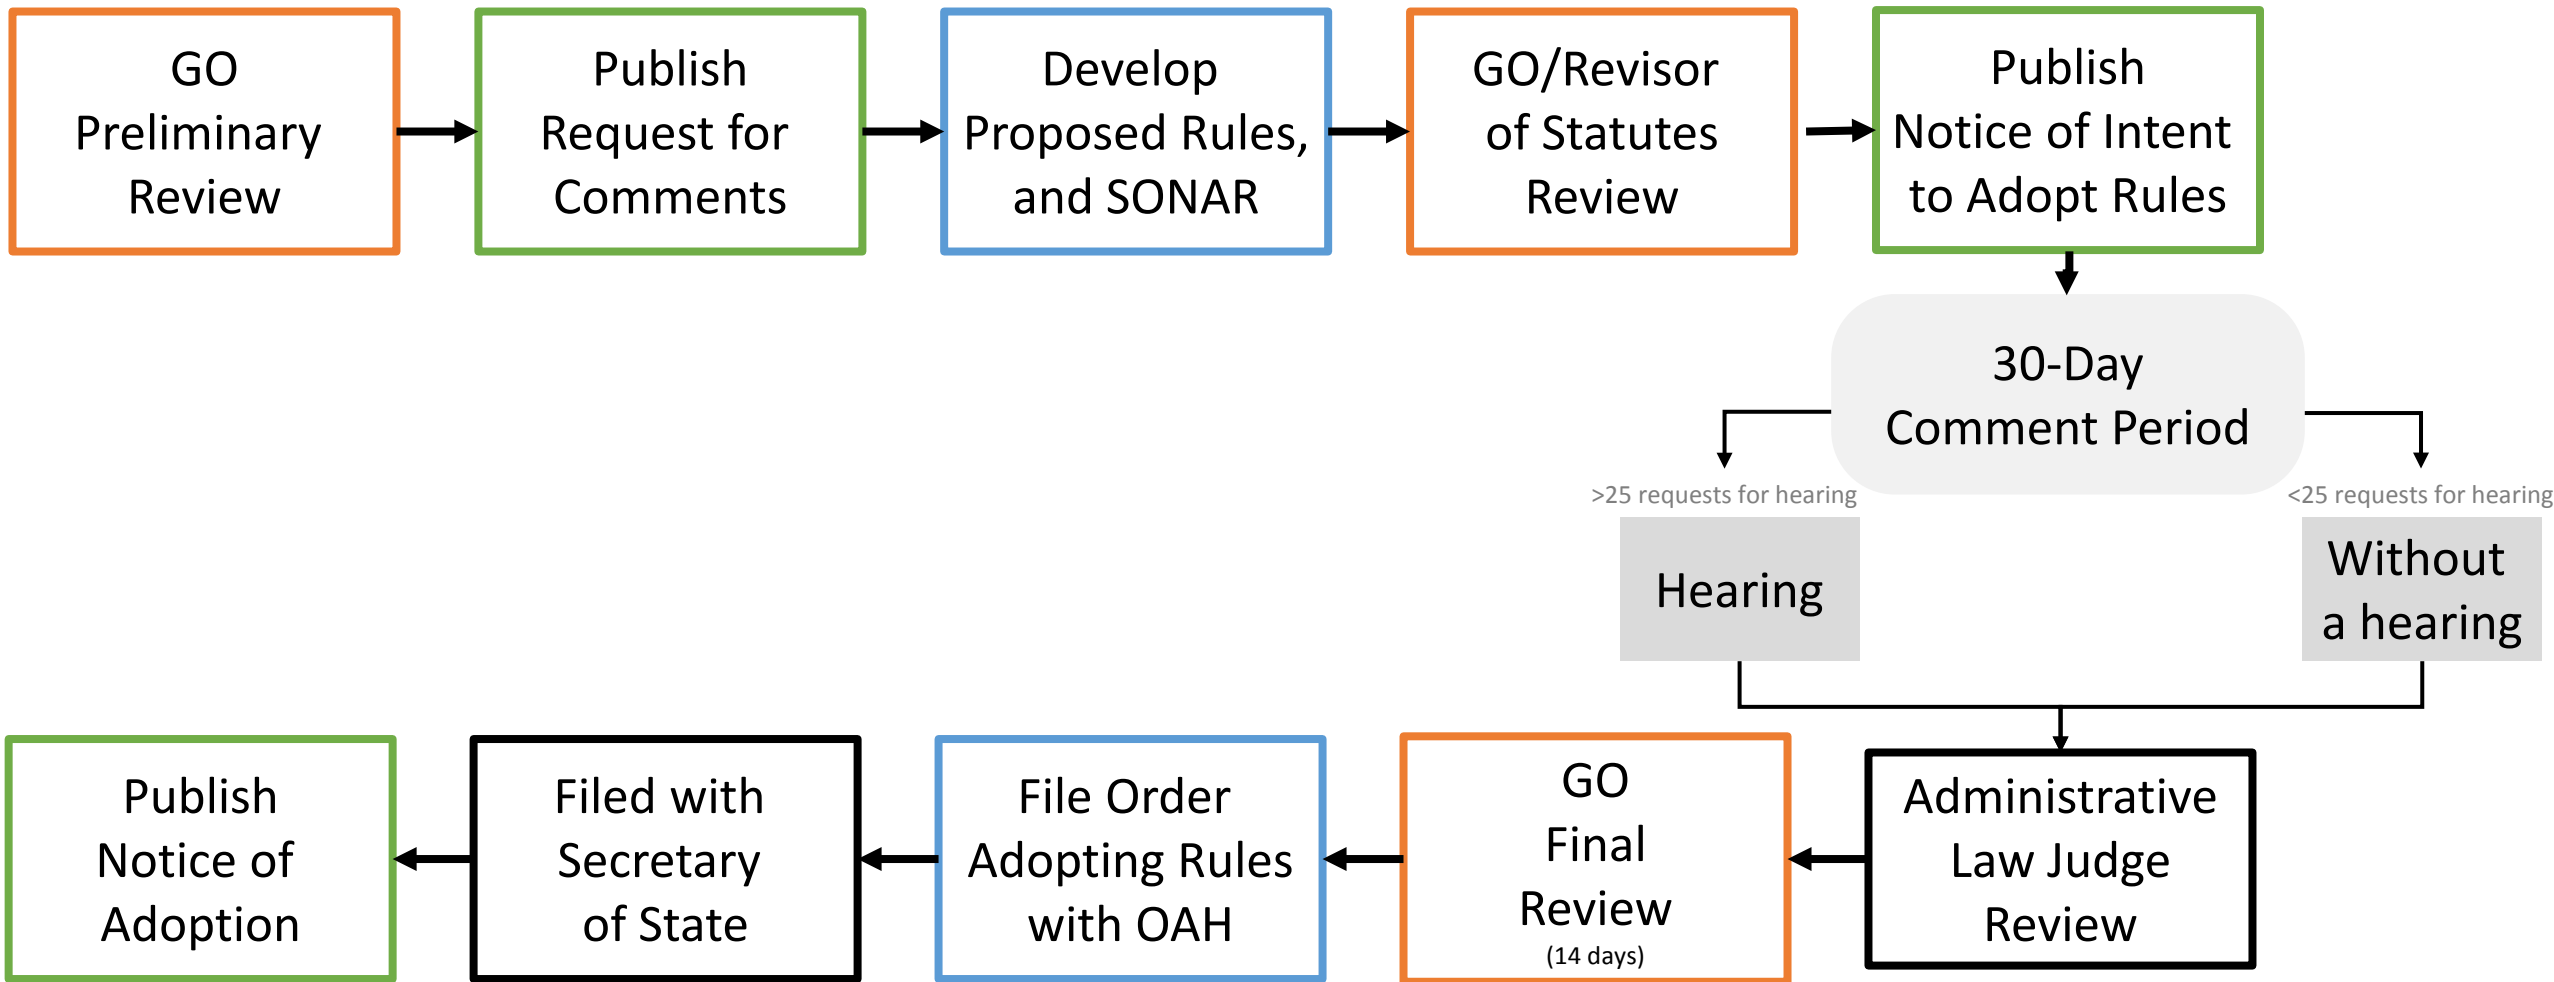 GO
Preliminary
Review
Publish
Request for
Comments
Develop
Proposed Rules,
and SONAR
GO/Revisor
of Statutes
Review
Publish
Notice of Intent
to Adopt Rules
30-Day
Comment Period
>25 requests for hearing
Hearing
<25 requests for hearing
Without
a hearing
Administrative
Law Judge
Review
GO
Final
Review
(14 days)
File Order
Adopting Rules
with OAH
Filed with
Secretary
of State
Publish
Notice of
Adoption